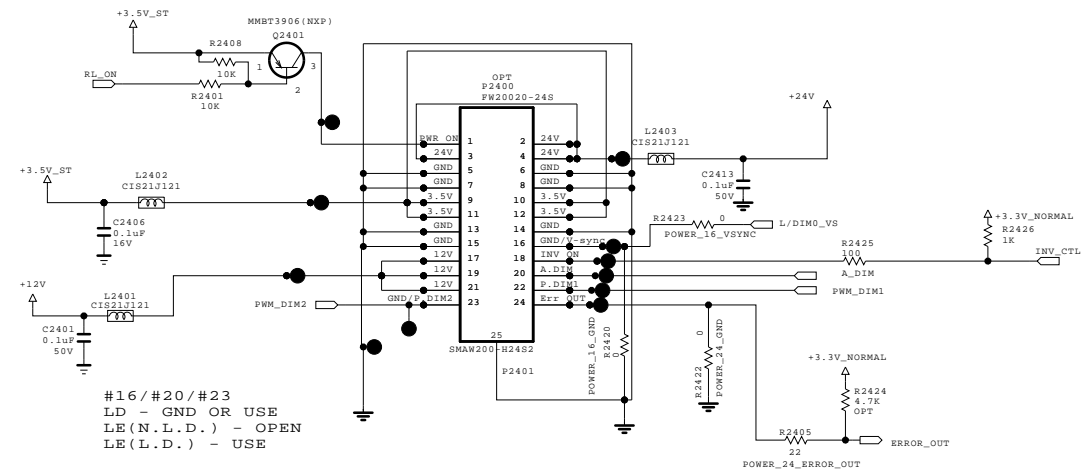 +3.5V_ST
MMBT3906(NXP)
Q2401
R2408
10K
1
3
2
RL_ON
R2401
10K
OPT
P2400
FW20020-24S
+24V
L2403
CIS21J121
C2413
0.1uF
50V
+3.5V_ST
L2402
CIS21J121
C2406
0.1uF
16V
+12V
L2401
CIS21J121
C2401
0.1uF
50V
PWM_DIM2
PWR ON 1 2 24V
24V 3 4 24V
GND 5 6 GND
GND 7 8 GND
3.5V 9 10 3.5V
3.5V 11 12 3.5V
GND 13 14 GND
GND 15 16 GND/V-sync
12V 17 18 INV ON
12V 19 20 A.DIM
12V 21 22 P.DIM1
GND/P.DIM2 23 24 Err OUT
25
SMAW200-H24S2
P2401
R2423
0
POWER_16_VSYNC
L/DIM0_VS
+3.3V_NORMAL
R2426
1K
R2425
100
INV_CTL
A_DIM
PWM_DIM1
POWER_16_GND
R2420
0
R2422
0
POWER_24_GND
+3.3V_NORMAL
R2424
4.7K
OPT
R2405
22
POWER_24_ERROR_OUT
ERROR_OUT
#16/#20/#23
LD - GND OR USE
LE(N.L.D.) - OPEN
LE(L.D.) - USE